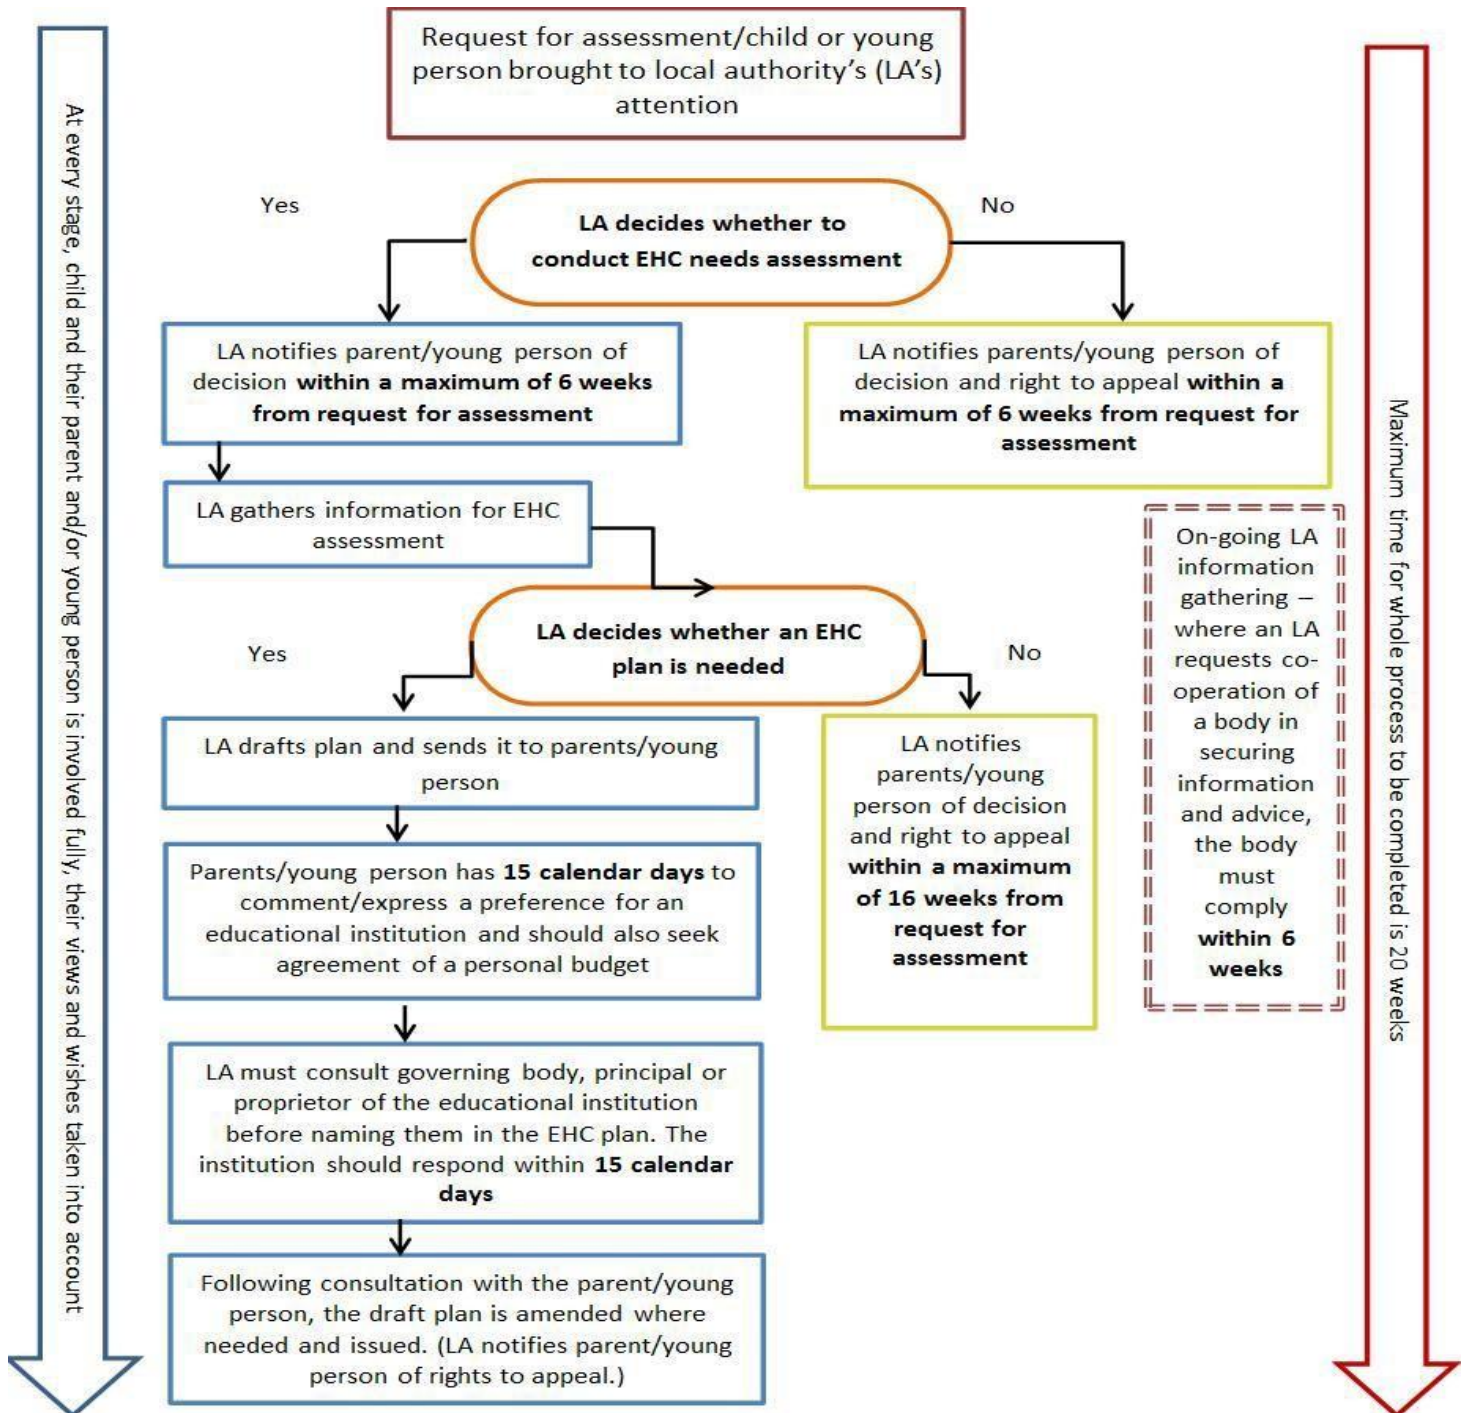 Request for assessment/child or young
person brought to local authority’s (LA’s)
attention
Yes
No
LA decides whether to
conduct EHC needs assessment
LA notifies parent/young person of
decision within a maximum of 6 weeks
from request for assessment
LA notifies parents/young person of
decision and right to appeal within a
maximum of 6 weeks from request for
assessment
LA gathers information for EHC
assessment
LA decides whether an EHC
plan is needed
Yes
No
LA drafts plan and sends it to parents/young
person
LA notifies
parents/young
person of decision
and right to appeal
within a maximum
of 16 weeks from
request for
assessment
On-going LA
information
gathering –
where an LA
requests co-
operation of
a body in
securing
information
and advice,
the body
must
comply
within 6
weeks
Parents/young person has 15 calendar days to
comment/express a preference for an
educational institution and should also seek
agreement of a personal budget
LA must consult governing body, principal or
proprietor of the educational institution
before naming them in the EHC plan. The
institution should respond within 15 calendar
days
Following consultation with the parent/young
person, the draft plan is amended where
needed and issued. (LA notifies parent/young
person of rights to appeal.)
At every stage, child and their parent and/or young person is involved fully, their views and wishes taken into account
Maximum time for whole process to be completed is 20 weeks